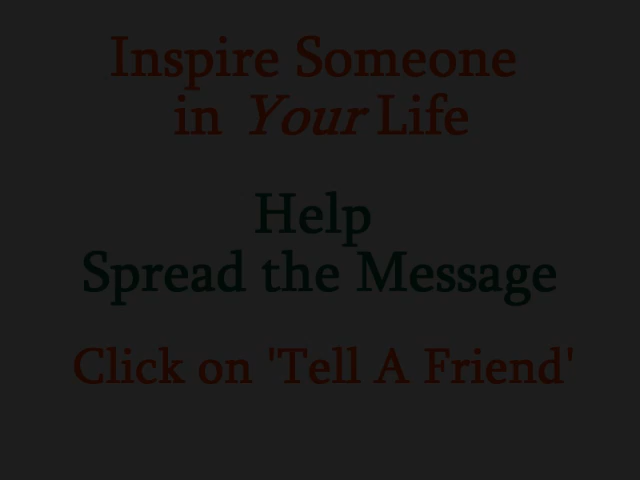 Inspire Someone
in Your Life
Help
Spread the Message
Click on 'Tell A Friend'